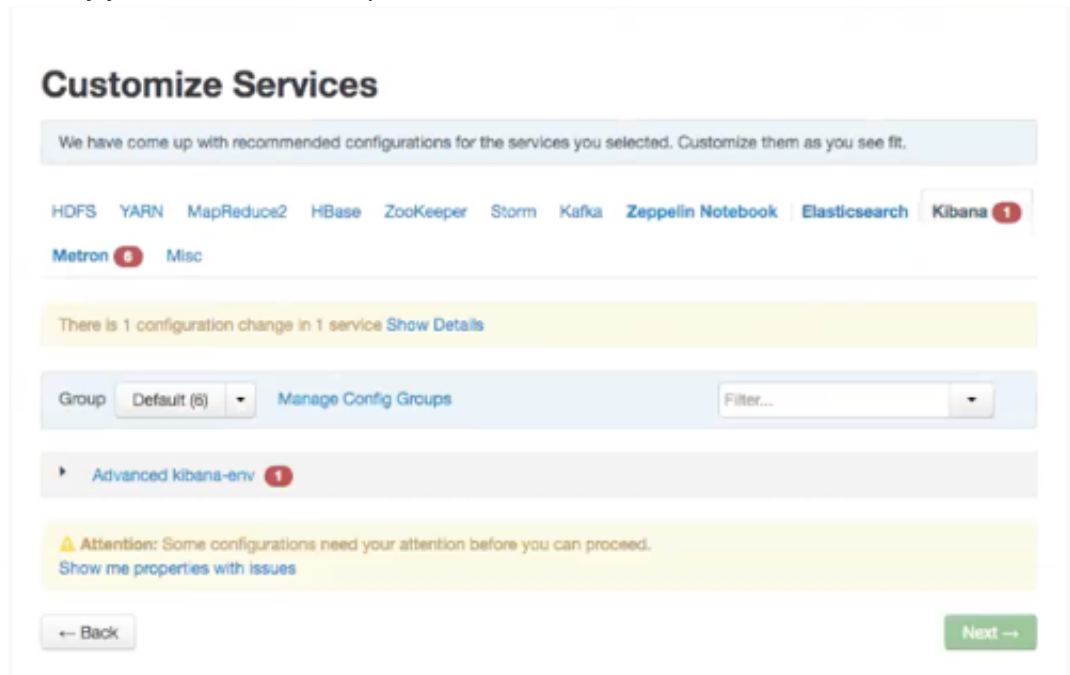 Customize Services
We have come up with recommended configurations for the services you selected. Customize them as you see fit.
HDFS YARN MapReduce2 HBase ZooKeeper Storm Kafka Zeppelin Notebook Elasticsearch Kibana 1
Metron 6 Misc
There is 1 configuration change in 1 service Show Details
Group Default (6) Manage Config Groups Filter...
Advanced kibana-env 1
Attention: Some configurations need your attention before you can proceed.
Show me properties with issues
← Back Next →